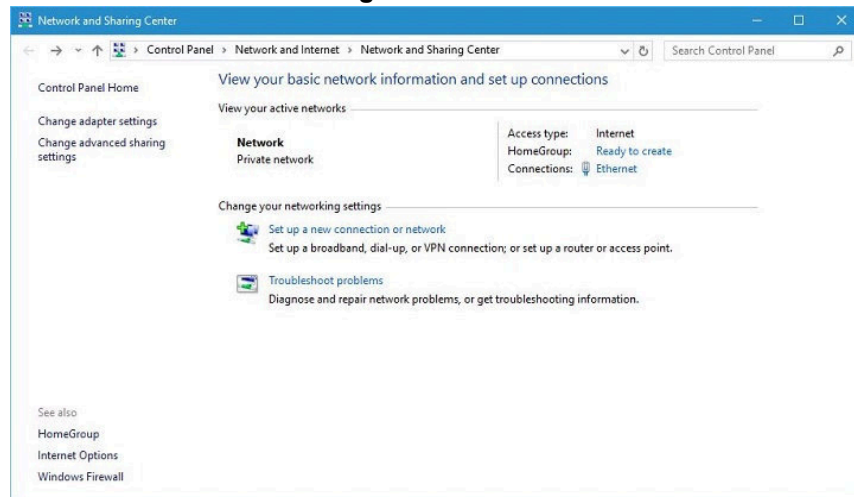 Network and Sharing Center
Control Panel > Network and Internet > Network and Sharing Center
Search Control Panel
Control Panel Home
Change adapter settings
Change advanced sharing
settings
View your basic network information and set up connections
View your active networks
Network
Private network
Access type: Internet
HomeGroup: Ready to create
Connections: Ethernet
Change your networking settings
Set up a new connection or network
Set up a broadband, dial-up, or VPN connection; or set up a router or access point.
Troubleshoot problems
Diagnose and repair network problems, or get troubleshooting information.
See also
HomeGroup
Internet Options
Windows Firewall